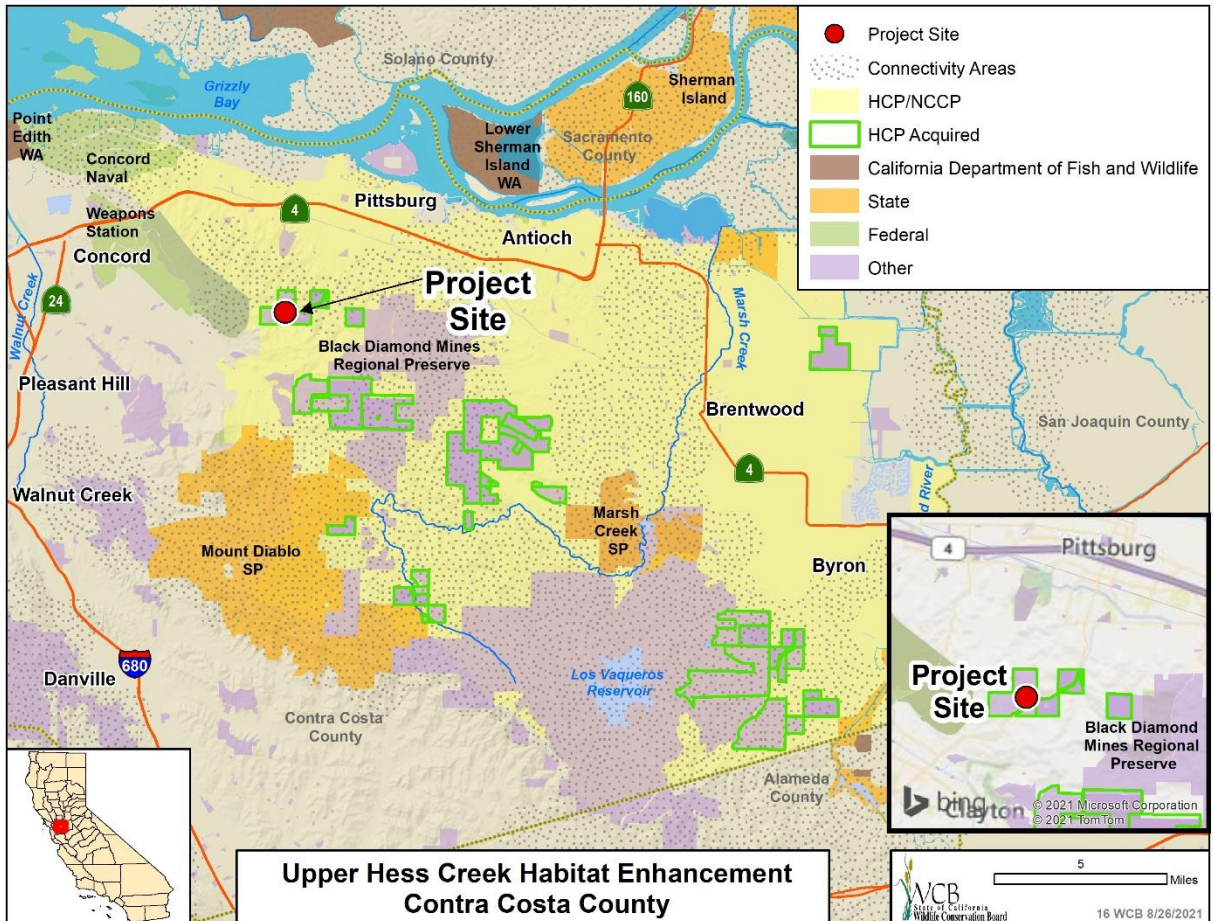 Solano County
Grizzly
Bay
160
Sherman
Island
Point
Edith
WA
Concord
Naval
Lower
Sherman
Island
WA
Sacramento
County
Weapons
Station
4
Pittsburg
Antioch
Concord
24
Walnut Creek
Project
Site
Marsh Creek
Black Diamond Mines
Regional Preserve
Pleasant Hill
Brentwood
San Joaquin County
4
Walnut Creek
Mount Diablo
SP
Marsh
Creek
SP
Byron
d River
680
Danville
Los Vaqueros
Reservoir
Contra Costa
County
Alameda
County
Project Site
Connectivity Areas
HCP/NCCP
HCP Acquired
California Department of Fish and Wildlife
State
Federal
Other
4
Pittsburg
Project
Site
Black Diamond
Mines Regional
Preserve
bing
Clayton
© 2021 Microsoft Corporation
© 2021 TomTom
Upper Hess Creek Habitat Enhancement
Contra Costa County
WCB
State of California
Wildlife Conservation Board
5
Miles
16 WCB 8/26/2021